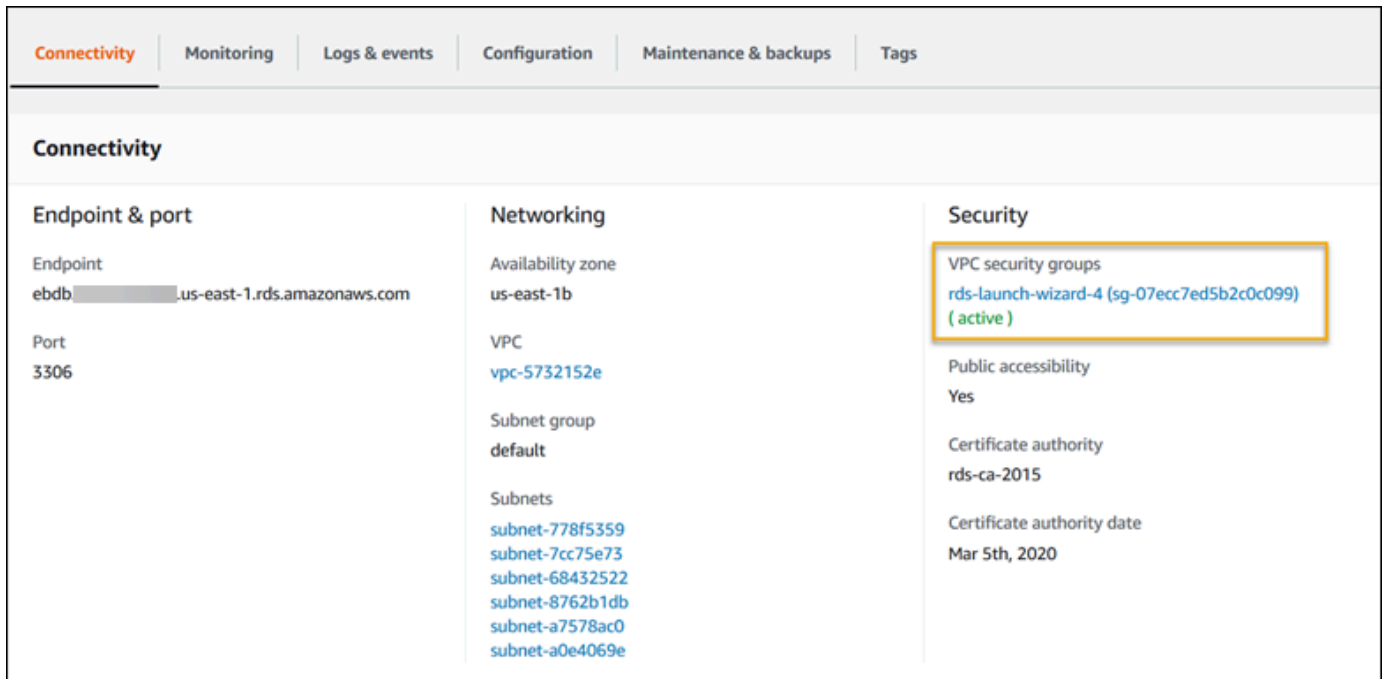 Connectivity
Monitoring
Logs & events
Configuration
Maintenance & backups
Tags
Connectivity
Endpoint & port
Endpoint
ebdb. .us-east-1.rds.amazonaws.com
Port
3306
Networking
Availability zone
us-east-1b
VPC
vpc-5732152e
Subnet group
default
Subnets
subnet-778f5359
subnet-7cc75e73
subnet-68432522
subnet-8762b1db
subnet-a7578ac0
subnet-a0e4069e
Security
VPC security groups
rds-launch-wizard-4 (sg-07ecc7ed5b2c0c099)
( active )
Public accessibility
Yes
Certificate authority
rds-ca-2015
Certificate authority date
Mar 5th, 2020